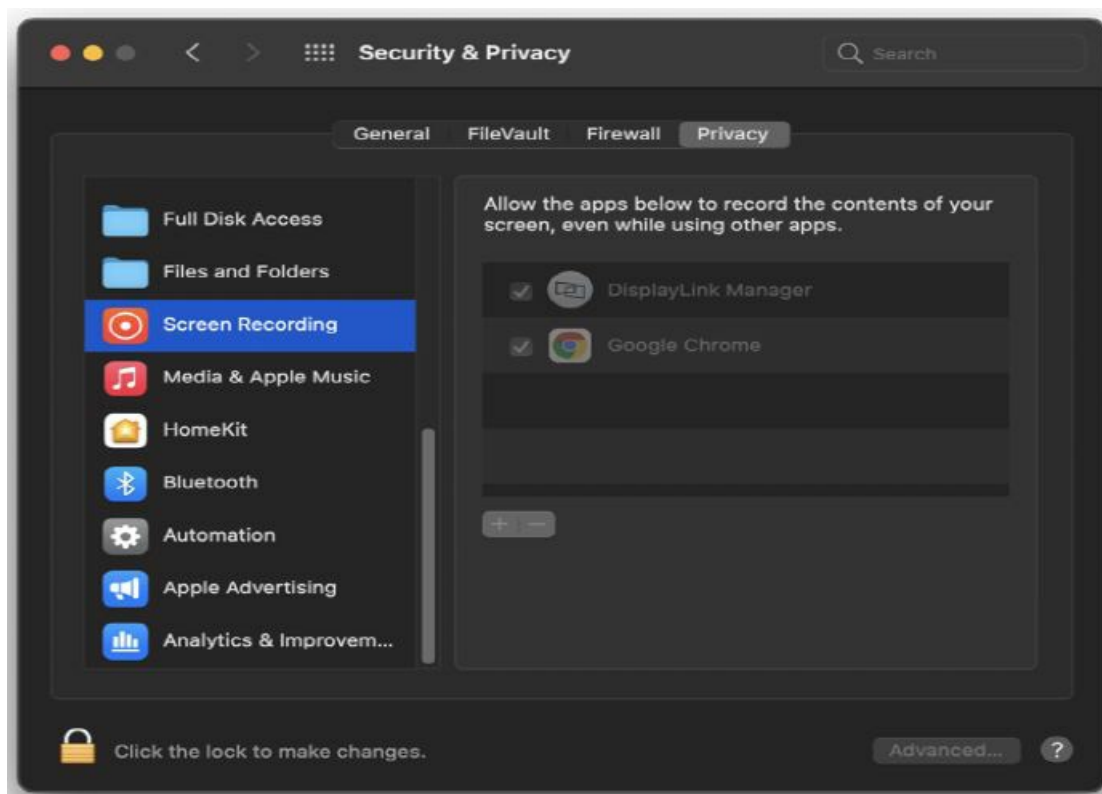 Security & Privacy
Search
General
FileVault
Firewall
Privacy
Full Disk Access
Files and Folders
Screen Recording
Media & Apple Music
HomeKit
Bluetooth
Automation
Apple Advertising
Analytics & Improvem...
Allow the apps below to record the contents of your
screen, even while using other apps.
DisplayLink Manager
Google Chrome
Click the lock to make changes.
Advanced...
?